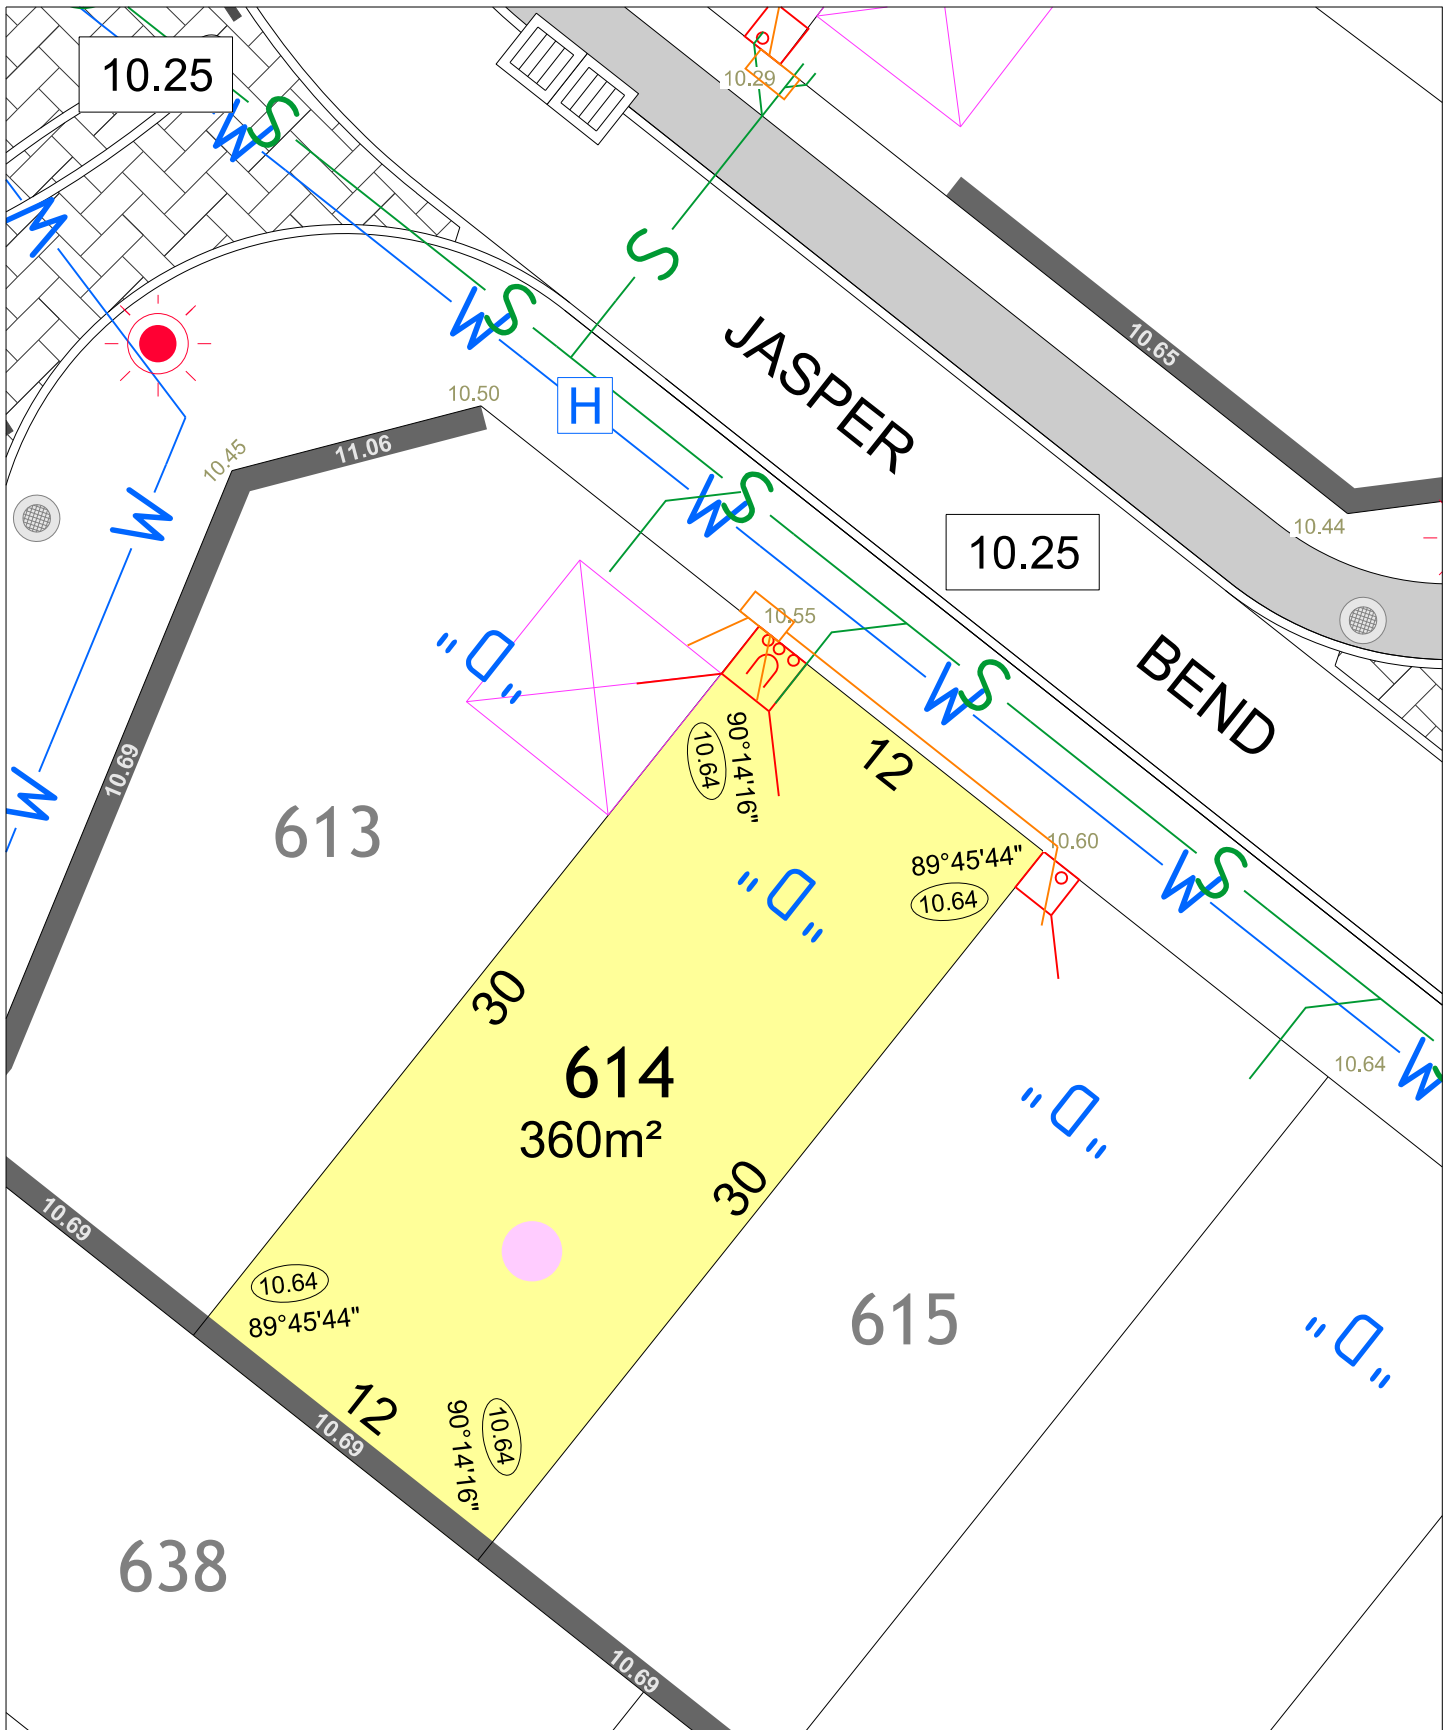 10.25
10.29
W
S
W
S
10.65
JASPER
BEND
W
S
H
10.50
10.45
11.06
W
W
S
10.44
10.25
10.55
"D"
W
S
10.69
W
10.64
90°14'16"
12
613
10.60
89°45'44"
10.64
"D"
W
S
30
614
360m²
10.64
W
"D"
30
10.69
10.64
89°45'44"
615
"D"
12
10.69
90°14'16"
10.64
638
10.69